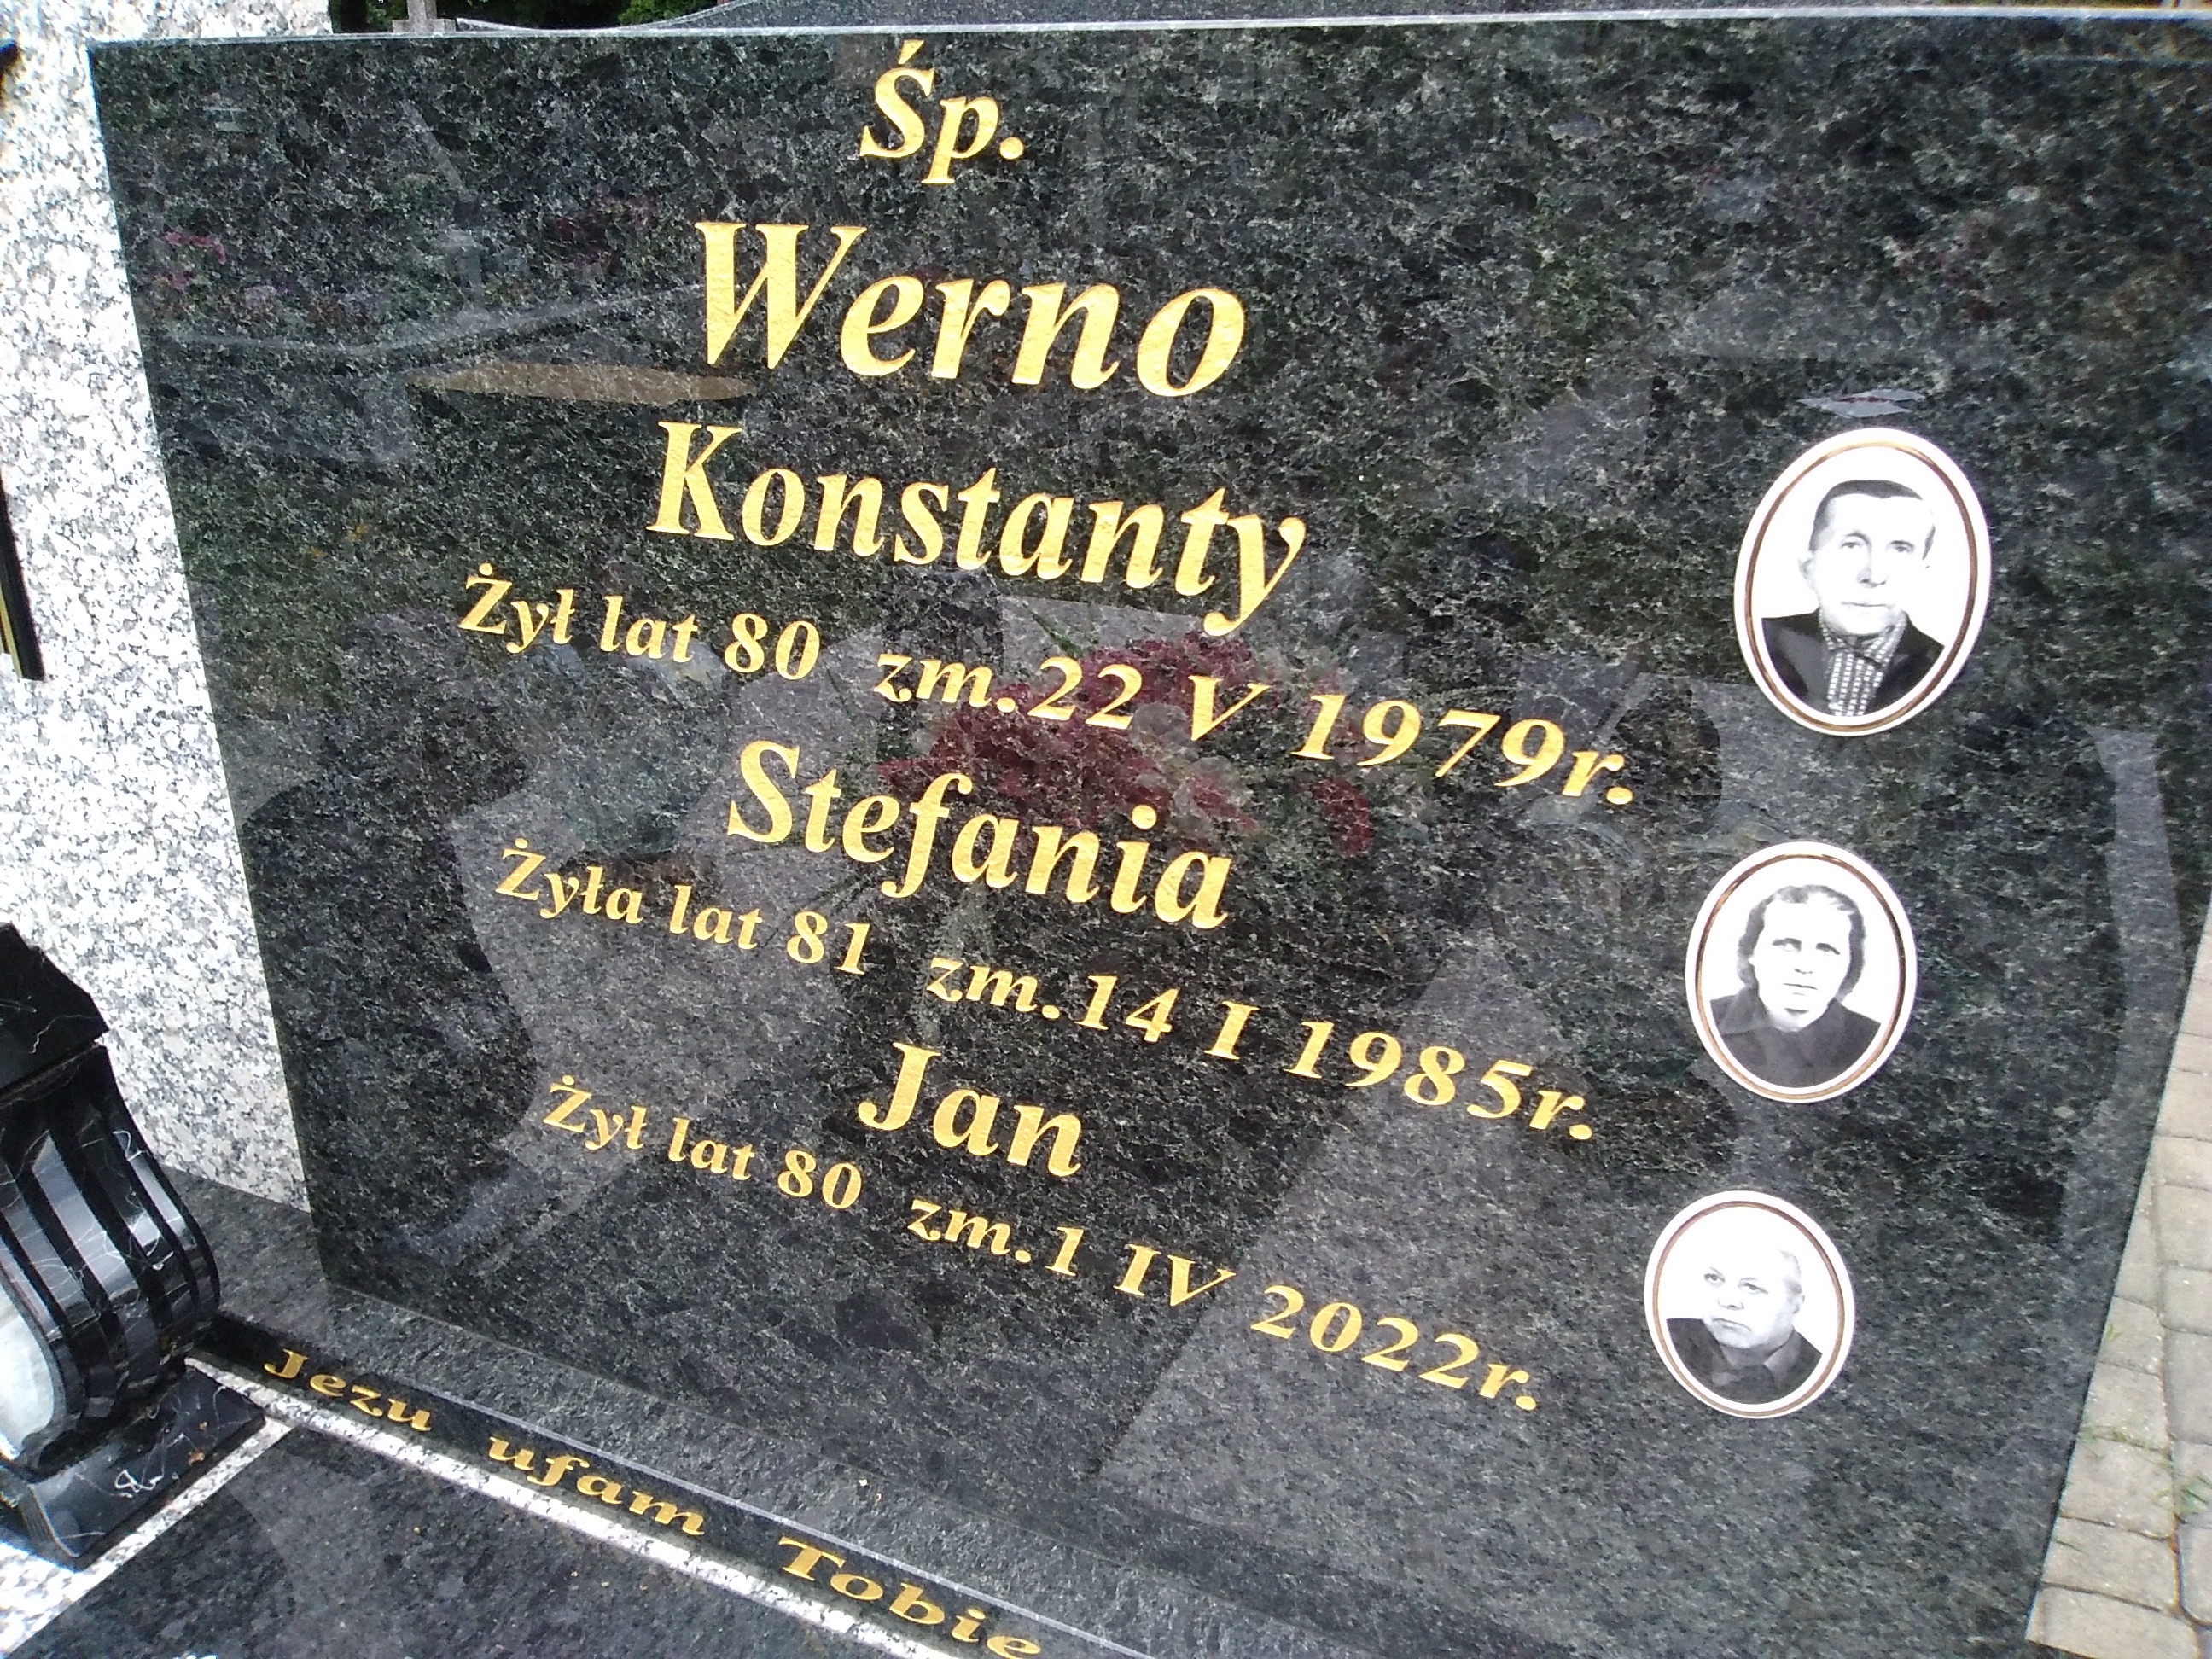 Śp.
Werno
Konstanty
Żył lat 80 zm.22 V 1979r.
Stefania
Żyła lat 81 zm.14 I 1985r.
Jan
Żył lat 80 zm.1 IV 2022r.
Jezu ufam Tobie